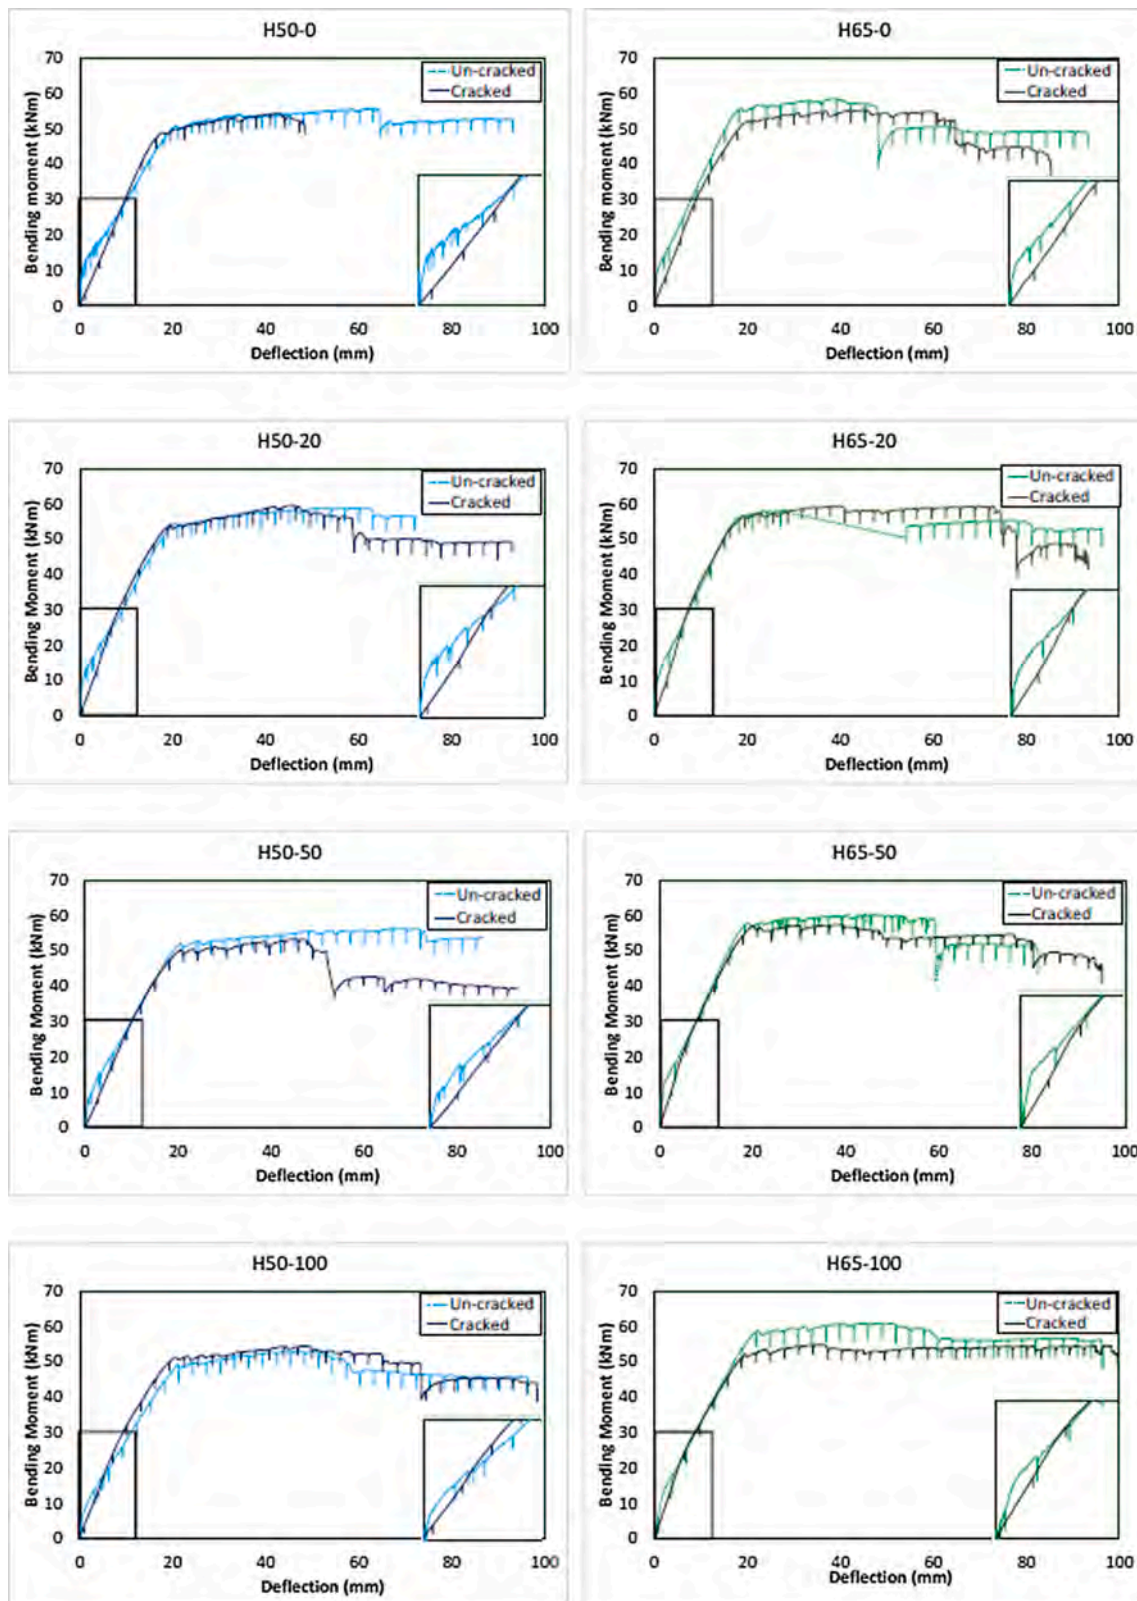 H50-0
Bending moment (kNm)
70
60
50
40
30
20
10
0
Un-cracked
Cracked
0 20 40 60 80 100
Deflection (mm)
H65-0
Bending moment (kNm)
70
60
50
40
30
20
10
0
Un-cracked
Cracked
0 20 40 60 80 100
Deflection (mm)
H50-20
Bending Moment (kNm)
70
60
50
40
30
20
10
0
Un-cracked
Cracked
0 20 40 60 80 100
Deflection (mm)
H65-20
Bending Moment (kNm)
70
60
50
40
30
20
10
0
Un-cracked
Cracked
0 20 40 60 80 100
Deflection (mm)
H50-50
Bending Moment (kNm)
70
60
50
40
30
20
10
0
Un-cracked
Cracked
0 20 40 60 80 100
Deflection (mm)
H65-50
Bending Moment (kNm)
70
60
50
40
30
20
10
0
Un-cracked
Cracked
0 20 40 60 80 100
Deflection (mm)
H50-100
Bending Moment (kNm)
70
60
50
40
30
20
10
0
Un-cracked
Cracked
0 20 40 60 80 100
Deflection (mm)
H65-100
Bending Moment (kNm)
70
60
50
40
30
20
10
0
Un-cracked
Cracked
0 20 40 60 80 100
Deflection (mm)